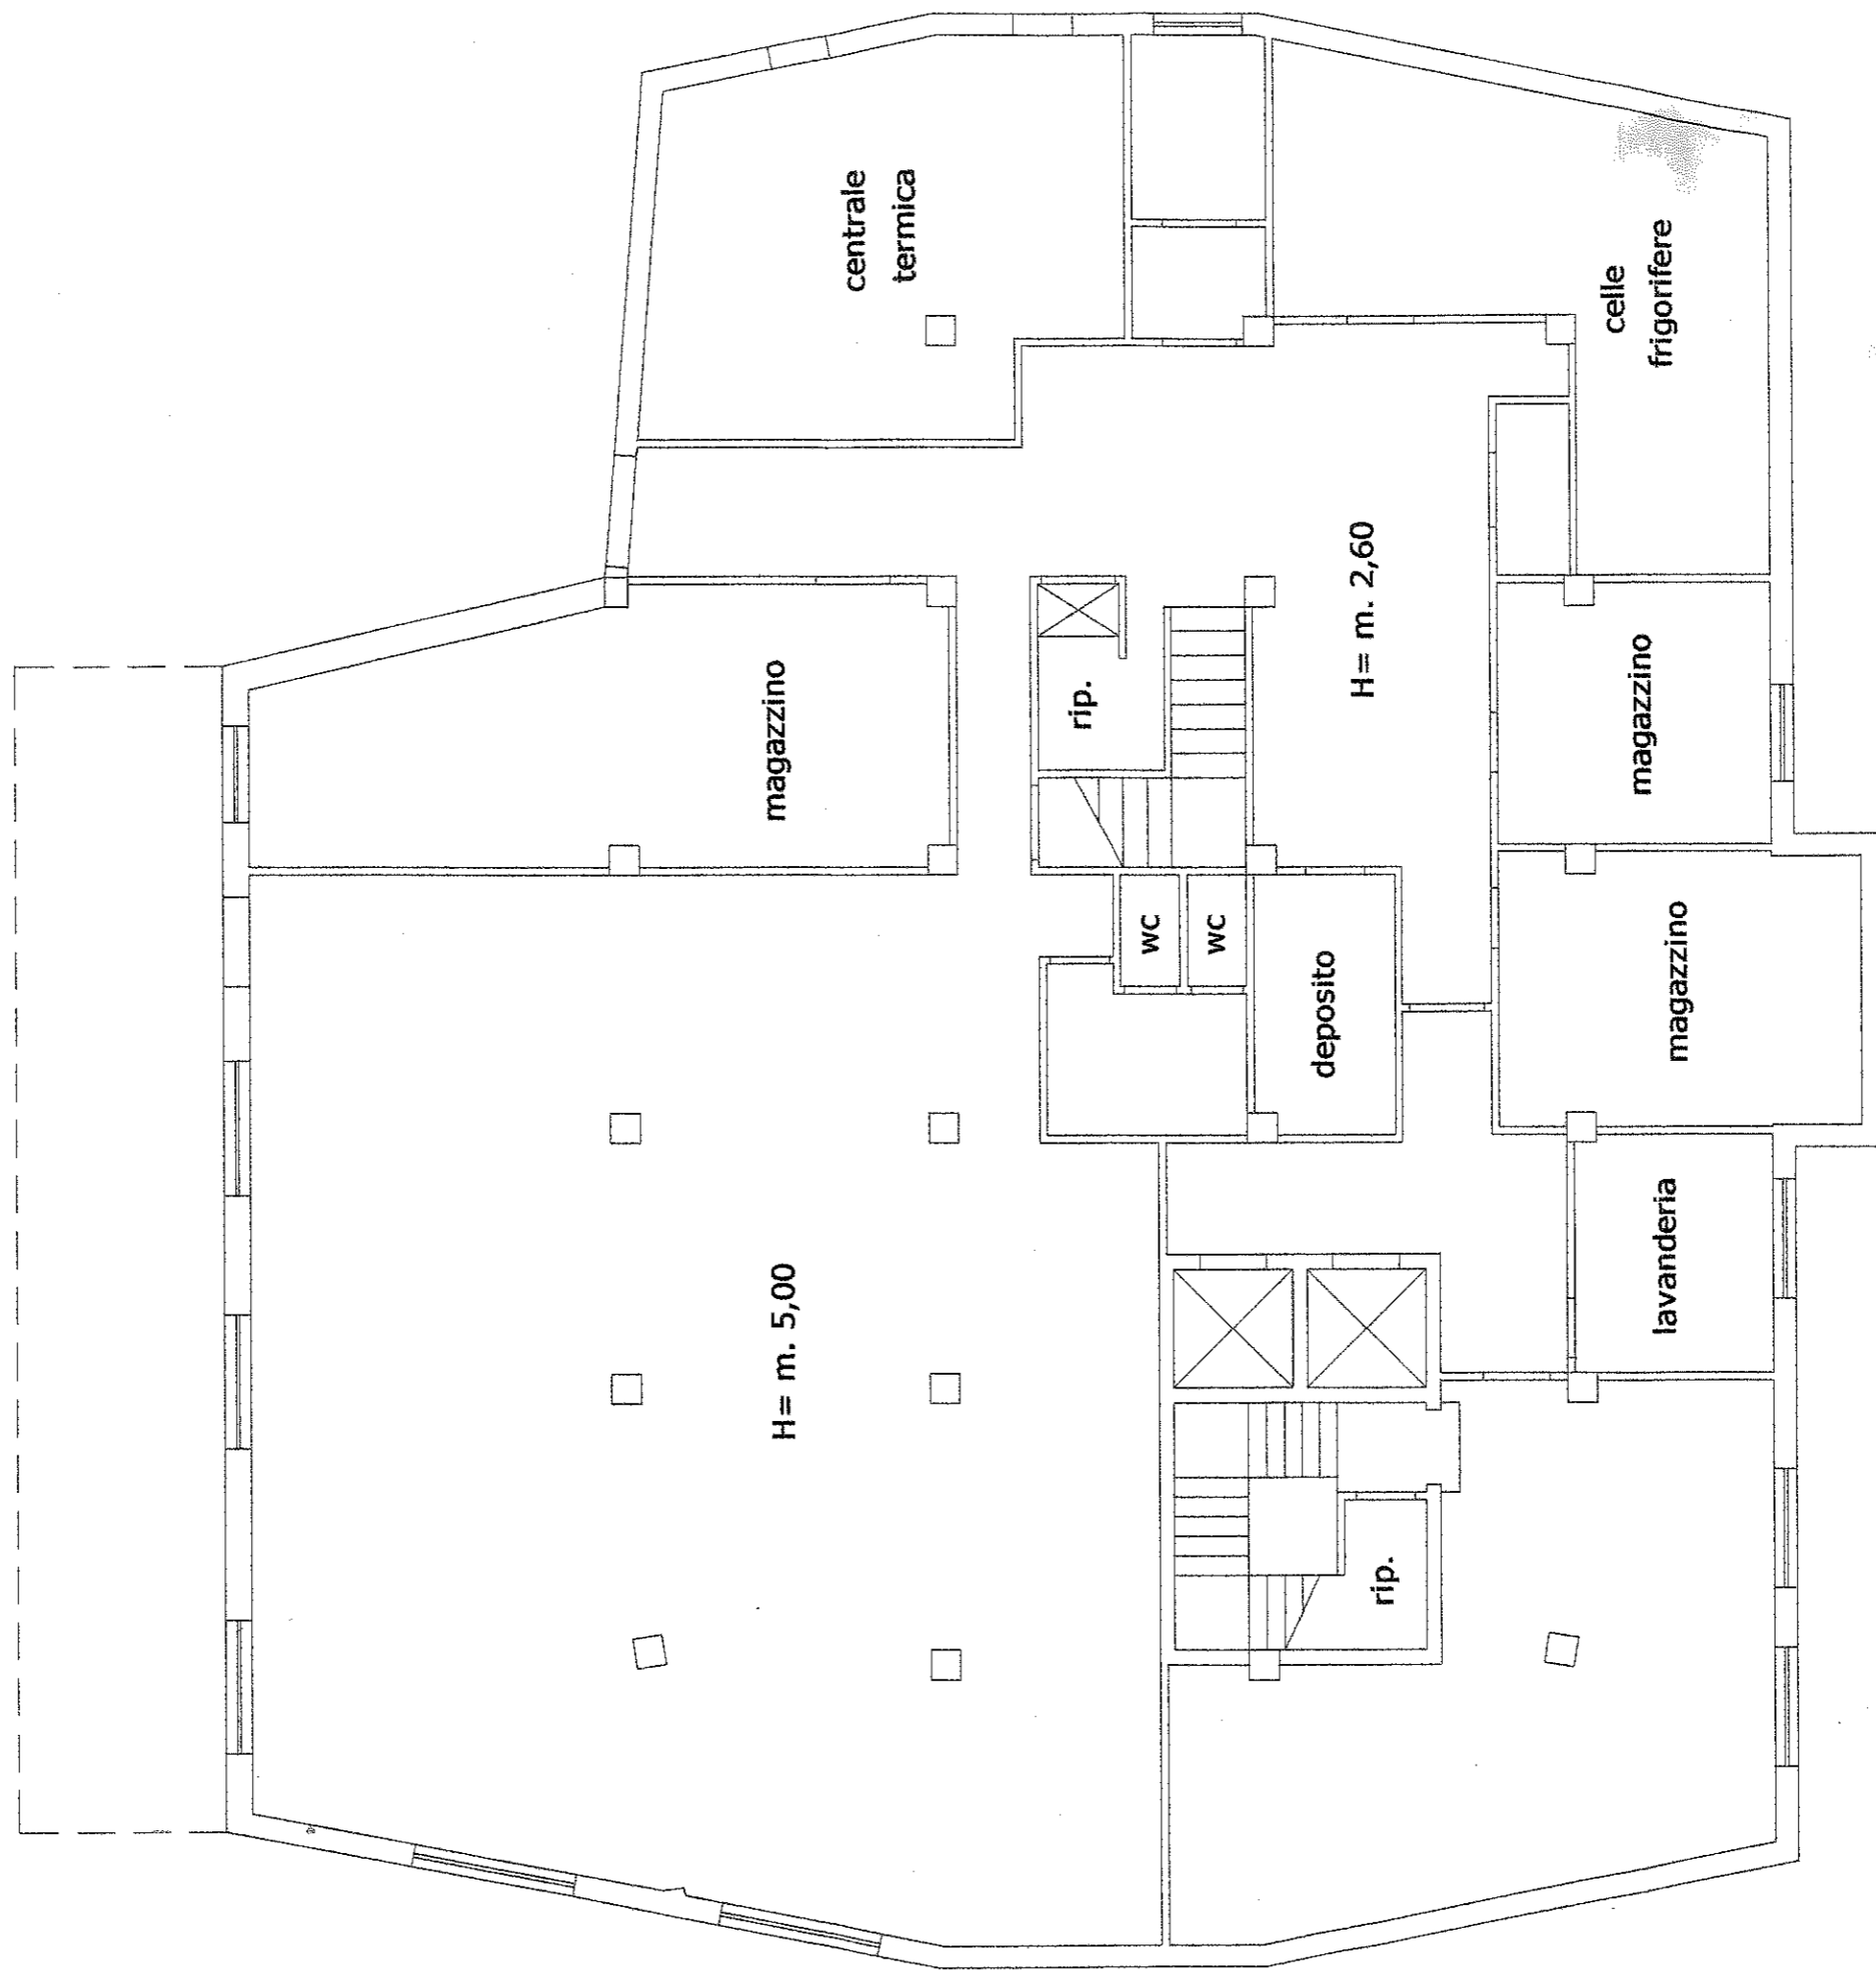 centrale
termica
celle
frigorifere
magazzino
rip.
H= m. 2,60
magazzino
wc
wc
deposito
magazzino
H= m. 5,00
lavanderia
rip.